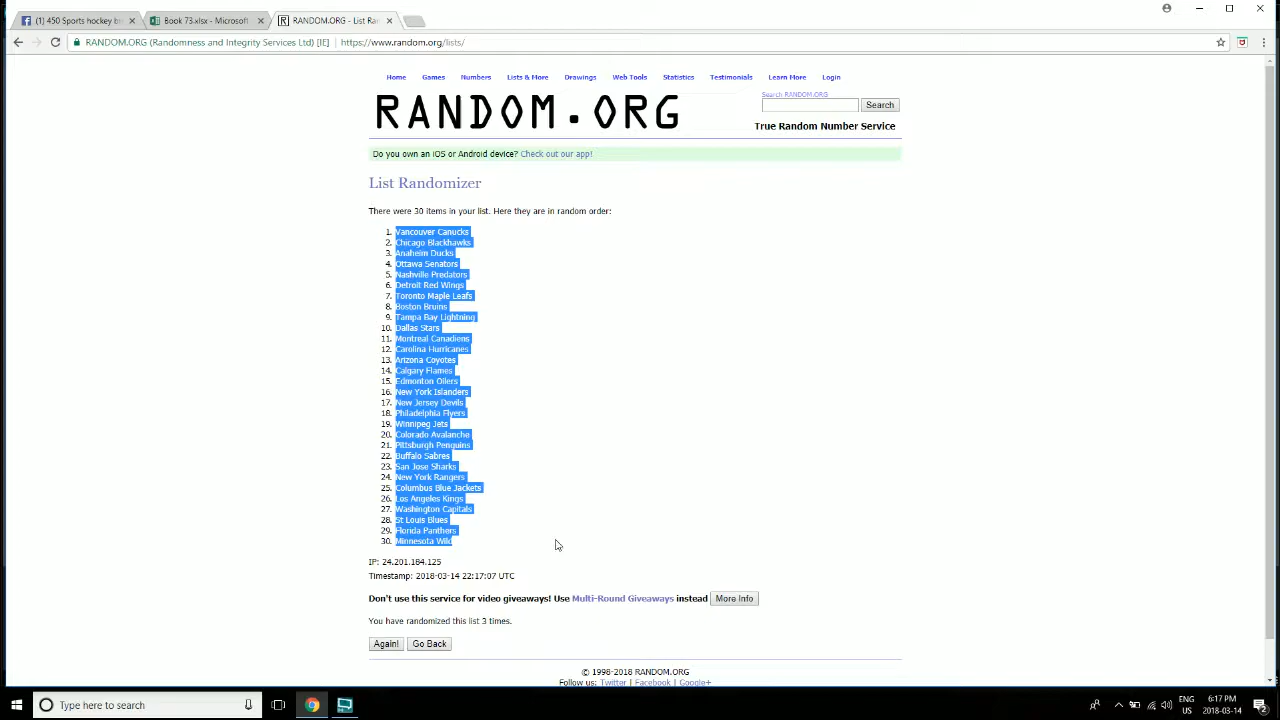 (1) 450 Sports hockey b
Book 73.xlsx - Microsoft
RANDOM.ORG - List Ra
RANDOM.ORG (Randomness and Integrity Services Ltd) [IE] | https://www.random.org/lists/
Home Games Numbers Lists & More Drawings Web Tools Statistics Testimonials Learn More Login
Search RANDOM.ORG
RANDOM.ORG
Search
True Random Number Service
Do you own an iOS or Android device? Check out our app!
List Randomizer
There were 30 items in your list. Here they are in random order:
1. Vancouver Canucks
2. Chicago Blackhawks
3. Anaheim Ducks
4. Ottawa Senators
5. Nashville Predators
6. Detroit Red Wings
7. Toronto Maple Leafs
8. Boston Bruins
9. Tampa Bay Lightning
10. Dallas Stars
11. Montreal Canadiens
12. Carolina Hurricanes
13. Arizona Coyotes
14. Calgary Flames
15. Edmonton Oilers
16. New York Islanders
17. New Jersey Devils
18. Philadelphia Flyers
19. Winnipeg Jets
20. Colorado Avalanche
21. Pittsburgh Penguins
22. Buffalo Sabres
23. San Jose Sharks
24. New York Rangers
25. Columbus Blue Jackets
26. Los Angeles Kings
27. Washington Capitals
28. St Louis Blues
29. Florida Panthers
30. Minnesota Wild
IP: 24.201.184.125
Timestamp: 2018-03-14 22:17:07 UTC
Don't use this service for video giveaways! Use Multi-Round Giveaways instead More Info
You have randomized this list 3 times.
Again! Go Back
© 1998-2018 RANDOM.ORG
Follow us: Twitter | Facebook | Google+
Type here to search
ENG
US
6:17 PM
2018-03-14
2